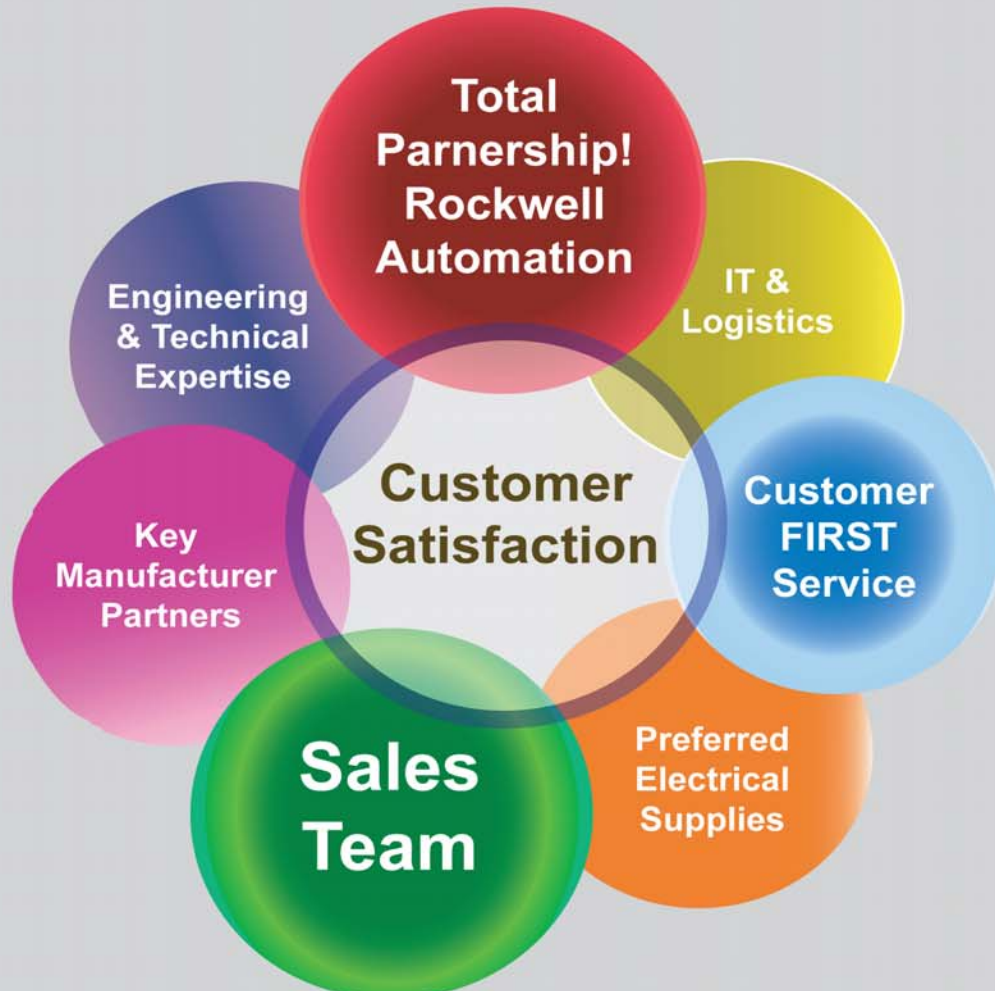 Total
Parnership!
Rockwell
Automation
IT &
Logistics
Engineering
& Technical
Expertise
Customer
Satisfaction
Customer
FIRST
Service
Key
Manufacturer
Partners
Sales
Team
Preferred
Electrical
Supplies